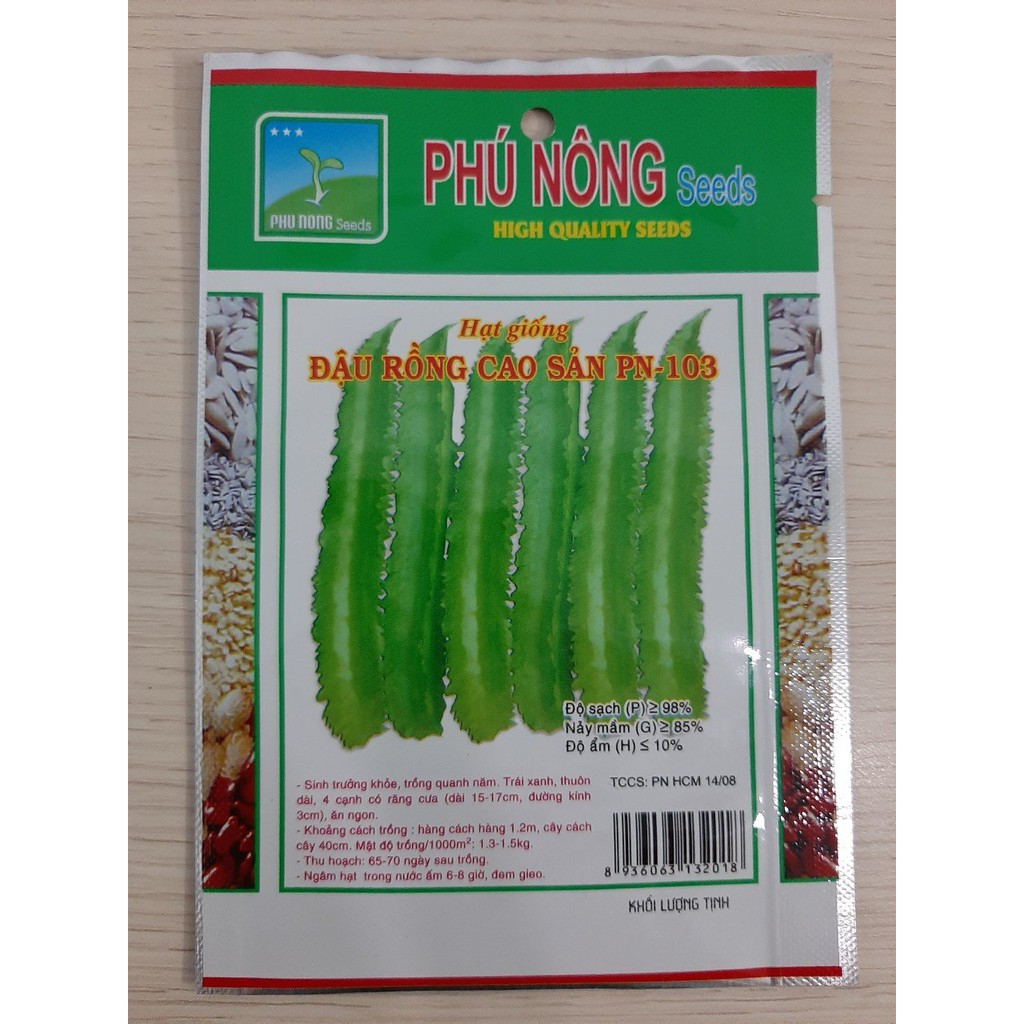 PHU NONG Seeds
PHÚ NÔNG Seeds
HIGH QUALITY SEEDS
Hạt giống
ĐẬU RỒNG CAO SẢN PN-103
Độ sạch (P) ≥ 98%
Nảy mầm (G) ≥ 85%
Độ ẩm (H) ≤ 10%
- Sinh trưởng khỏe, trồng quanh năm. Trái xanh, thuôn
dài, 4 cạnh có răng cưa (dài 15-17cm, đường kính
3cm), ăn ngon.
- Khoảng cách trồng : hàng cách hàng 1.2m, cây cách
cây 40cm. Mật độ trồng/1000m²: 1.3-1.5kg.
- Thu hoạch: 65-70 ngày sau trồng.
- Ngâm hạt trong nước ấm 6-8 giờ, đem gieo.
TCCS: PN HCM 14/08
8 936063 132018
KHỐI LƯỢNG TỊNH